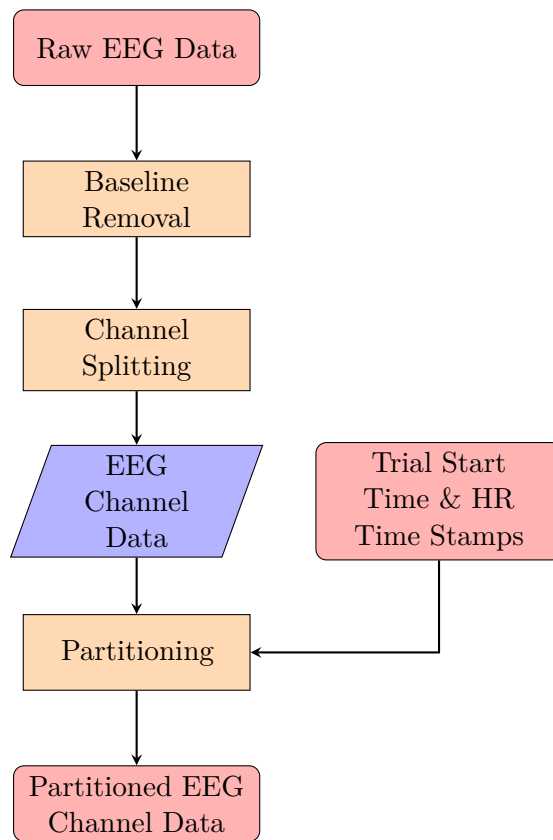 Raw EEG Data
Baseline
Removal
Channel
Splitting
EEG
Channel
Data
Trial Start
Time & HR
Time Stamps
Partitioning
Partitioned EEG
Channel Data